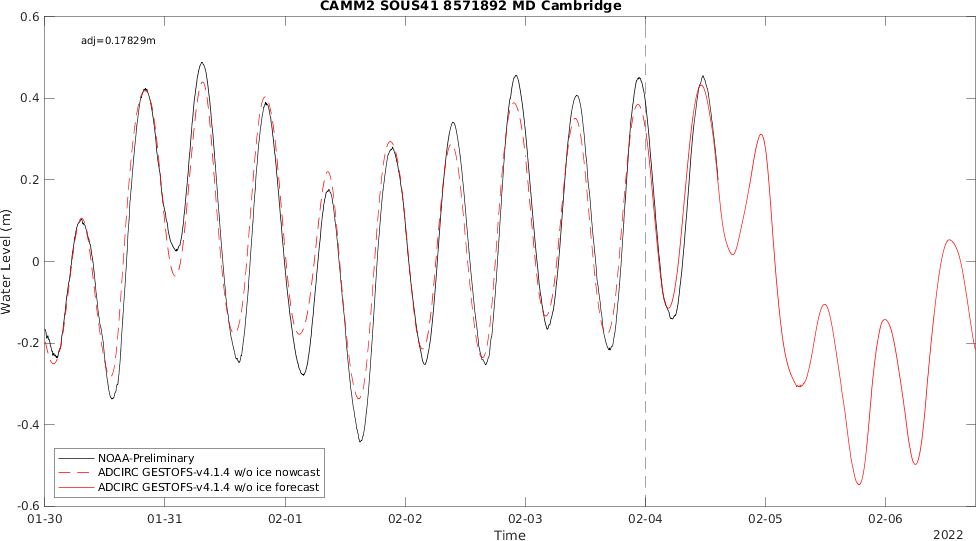 CAMM2 SOUS41 8571892 MD Cambridge
adj=0.17829m
0.6
0.4
0.2
0
-0.2
-0.4
-0.6
Water Level (m)
NOAA-Preliminary
ADCIRC GESTOFS-v4.1.4 w/o ice nowcast
ADCIRC GESTOFS-v4.1.4 w/o ice forecast
01-30 01-31 02-01 02-02 02-03 02-04 02-05 02-06
Time
2022